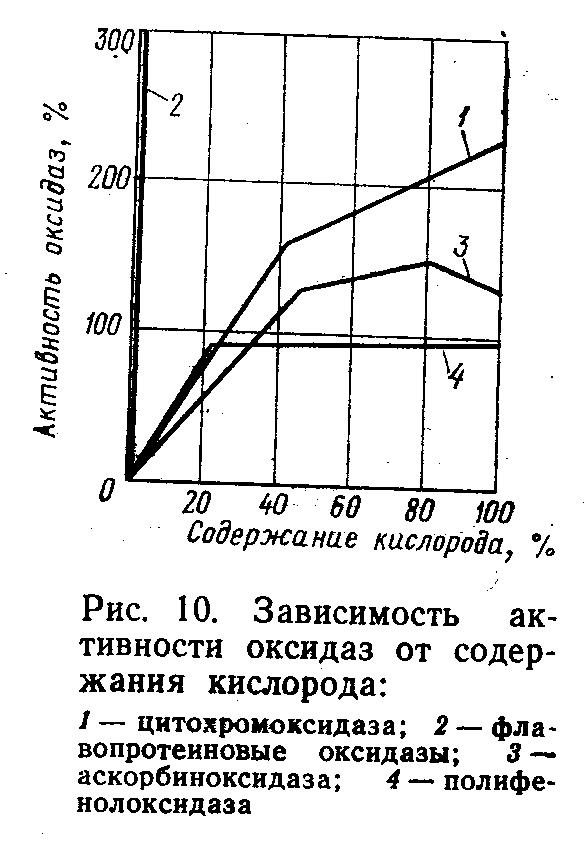 300
200
100
0
Активность оксидаз, %
2
1
3
4
20 40 60 80 100
Содержание кислорода, %
Рис. 10. Зависимость ак-
тивности оксидаз от содер-
жания кислорода:
1 — цитохромоксидаза; 2 — фла-
вопротеиновые оксидазы; 3 —
аскорбиноксидаза; 4 — полифе-
нолоксидаза